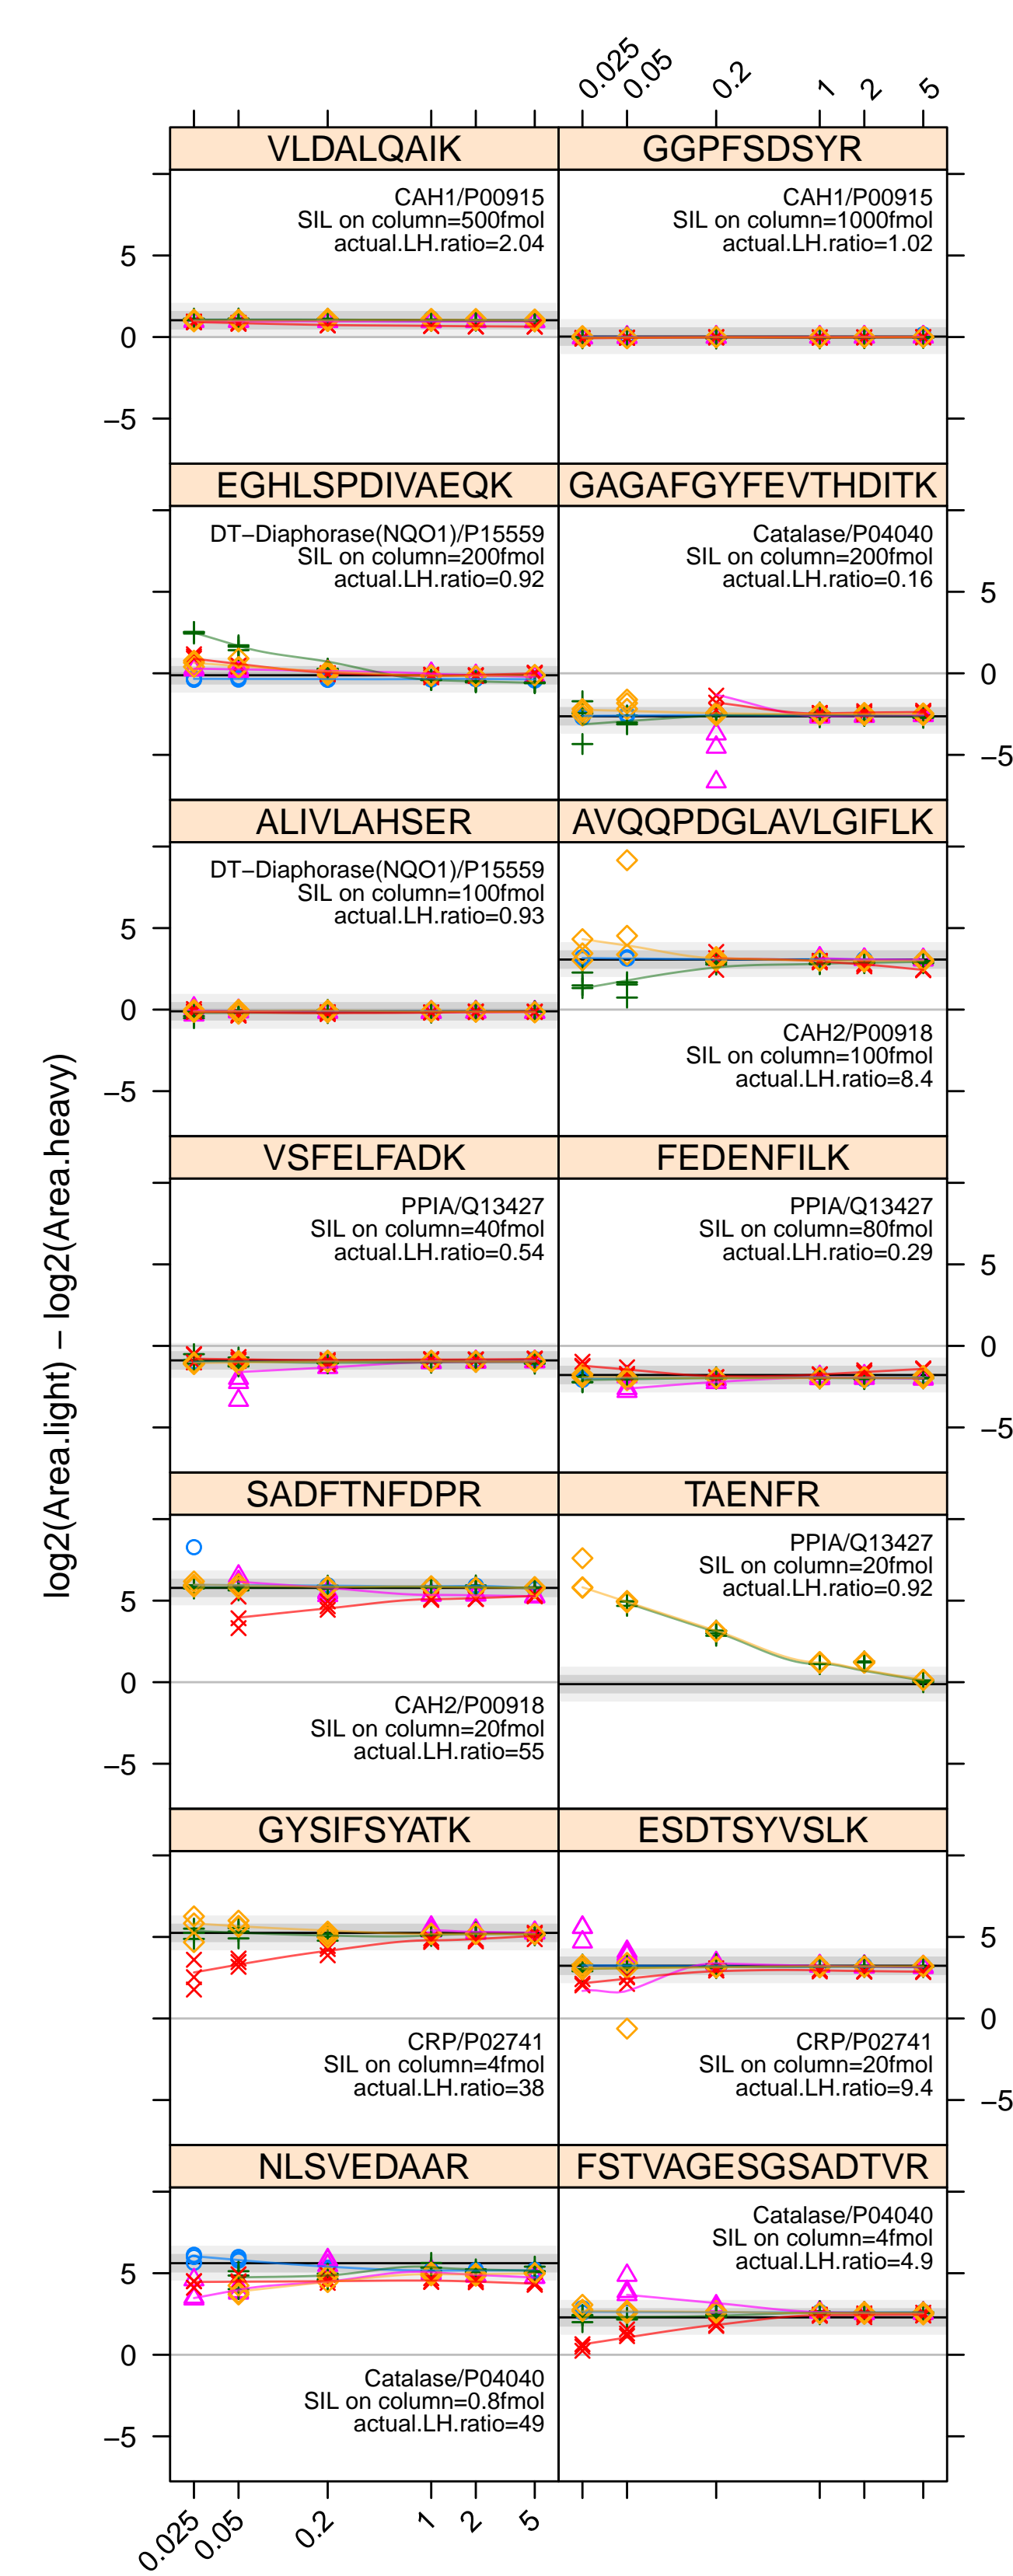 0.025 0.05 0.2 1 2 5
VLDALQAIK GGPFSDSYR
CAH1/P00915
SIL on column=500fmol
actual.LH.ratio=2.04
CAH1/P00915
SIL on column=1000fmol
actual.LH.ratio=1.02
5
0
−5
EGHLSPDIVAEQK GAGAFGYFEVTHDITK
DT−Diaphorase(NQO1)/P15559
SIL on column=200fmol
actual.LH.ratio=0.92
Catalase/P04040
SIL on column=200fmol
actual.LH.ratio=0.16
5
0
−5
ALIVLAHSER AVQQPDGLAVLGIFLK
DT−Diaphorase(NQO1)/P15559
SIL on column=100fmol
actual.LH.ratio=0.93
CAH2/P00918
SIL on column=100fmol
actual.LH.ratio=8.4
5
0
−5
log2(Area.light) − log2(Area.heavy)
VSFELFADK FEDENFILK
PPIA/Q13427
SIL on column=40fmol
actual.LH.ratio=0.54
PPIA/Q13427
SIL on column=80fmol
actual.LH.ratio=0.29
5
0
−5
SADFTNFDPR TAENFR
CAH2/P00918
SIL on column=20fmol
actual.LH.ratio=55
PPIA/Q13427
SIL on column=20fmol
actual.LH.ratio=0.92
5
0
−5
GYSIFSYATK ESDTSYVSLK
CRP/P02741
SIL on column=4fmol
actual.LH.ratio=38
CRP/P02741
SIL on column=20fmol
actual.LH.ratio=9.4
5
0
−5
NLSVEDAAR FSTVAGESGSADTVR
Catalase/P04040
SIL on column=0.8fmol
actual.LH.ratio=49
Catalase/P04040
SIL on column=4fmol
actual.LH.ratio=4.9
5
0
−5
0.025 0.05 0.2 1 2 5